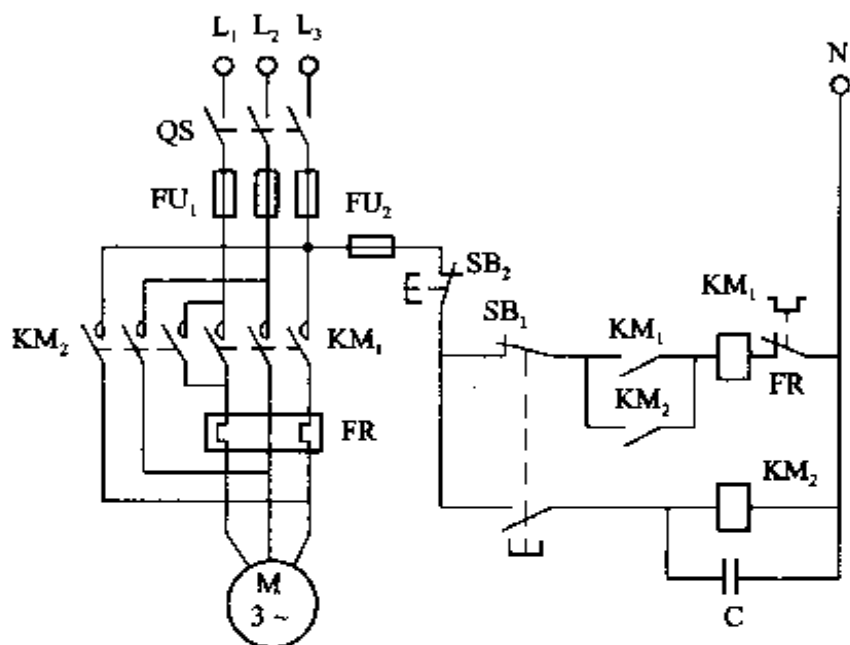 L₁ L₂ L₃
N
QS
FU₁
FU₂
SB₂
KM₁
SB₁
KM₁
KM₂
KM₁
FR
KM₂
FR
KM₂
M
3 ~
C